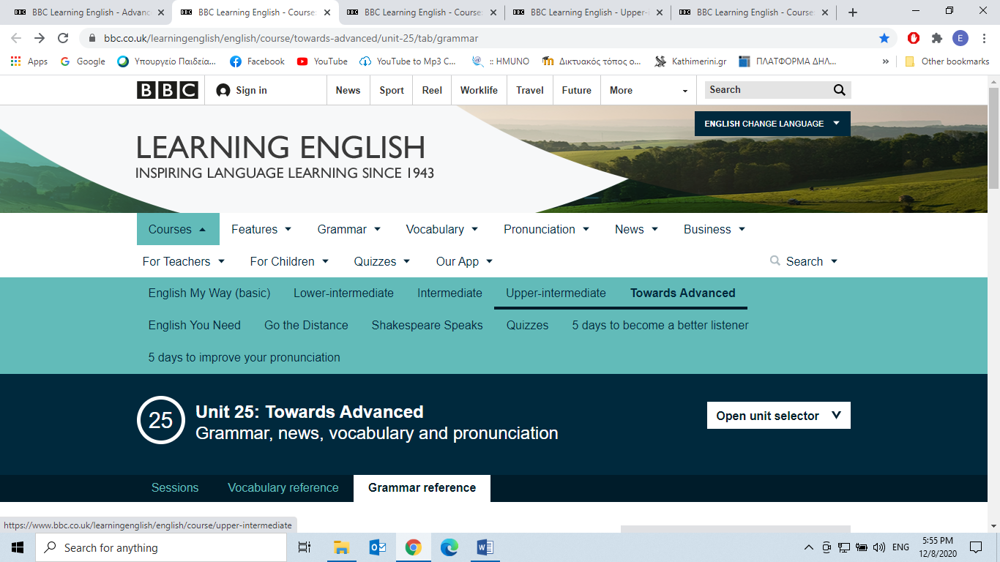 BBC Learning English - Advanc
BBC Learning English - Course
BBC Learning English - Course
BBC Learning English - Upper-i
BBC Learning English - Course
bbc.co.uk/learningenglish/english/course/towards-advanced/unit-25/tab/grammar
E
Apps
Google
Υπουργείο Παιδεία...
Facebook
YouTube
YouTube to Mp3 C...
:: HMUNO
Δικτυακός τόπος ο...
Kathimerini.gr
ΠΛΑΤΦΟΡΜΑ ΔΗΛ...
»
Other bookmarks
BBC
Sign in
News
Sport
Reel
Worklife
Travel
Future
More
Search
ENGLISH CHANGE LANGUAGE
LEARNING ENGLISH
INSPIRING LANGUAGE LEARNING SINCE 1943
Courses
Features
Grammar
Vocabulary
Pronunciation
News
Business
For Teachers
For Children
Quizzes
Our App
Search
English My Way (basic)
Lower-intermediate
Intermediate
Upper-intermediate
Towards Advanced
English You Need
Go the Distance
Shakespeare Speaks
Quizzes
5 days to become a better listener
5 days to improve your pronunciation
25
Unit 25: Towards Advanced
Grammar, news, vocabulary and pronunciation
Open unit selector
Sessions
Vocabulary reference
Grammar reference
https://www.bbc.co.uk/learningenglish/english/course/upper-intermediate
Search for anything
ENG
5:55 PM
12/8/2020